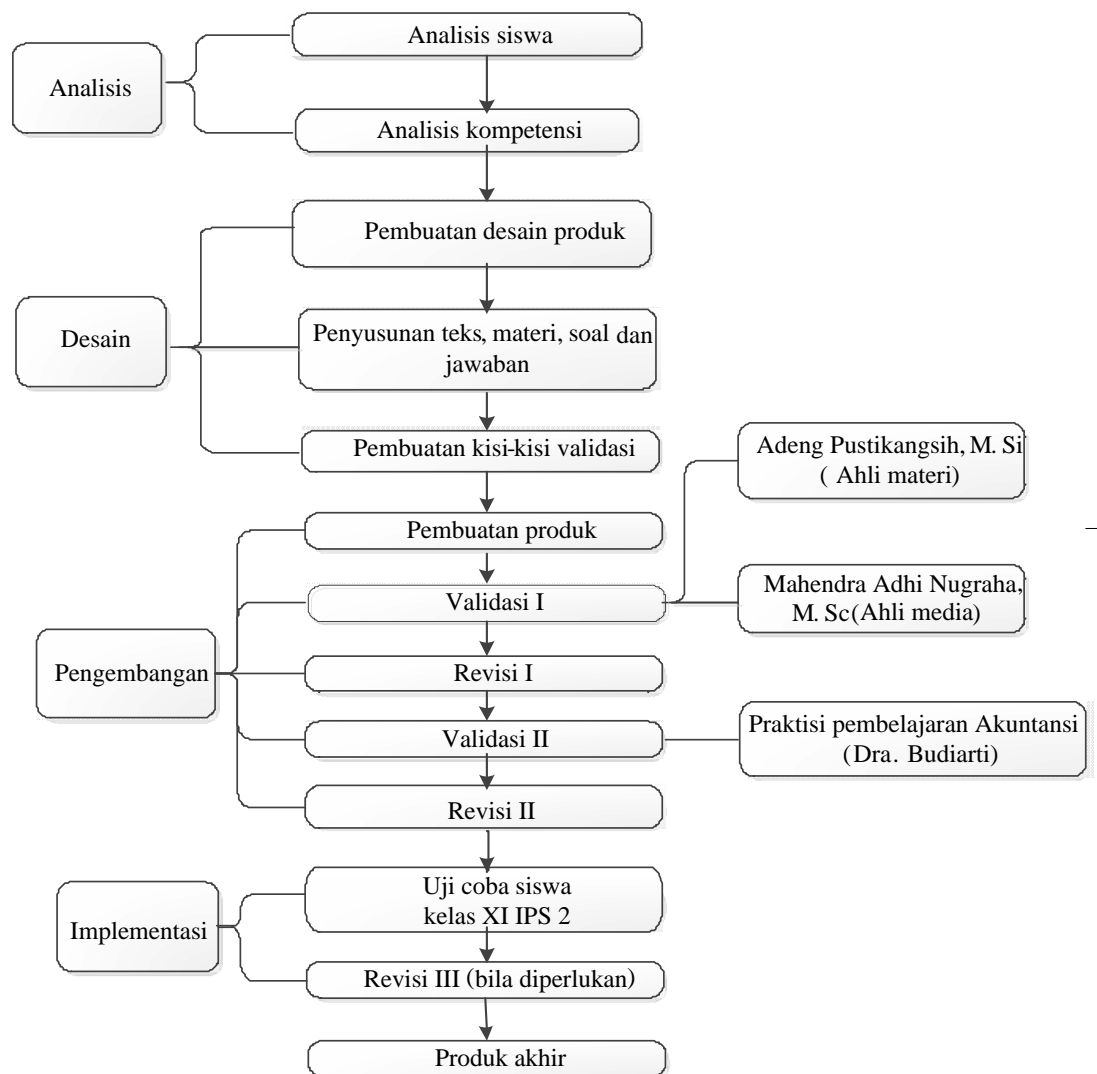 Analisis siswa
Analisis
Analisis kompetensi
Pembuatan desain produk
Desain
Penyusunan teks, materi, soal dan
jawaban
Pembuatan kisi-kisi validasi
Adeng Pustikangsih, M. Si
( Ahli materi)
Pembuatan produk
Validasi I
Mahendra Adhi Nugraha,
M. Sc(Ahli media)
Pengembangan
Revisi I
Validasi II
Praktisi pembelajaran Akuntansi
(Dra. Budiarti)
Revisi II
Implementasi
Uji coba siswa
kelas XI IPS 2
Revisi III (bila diperlukan)
Produk akhir